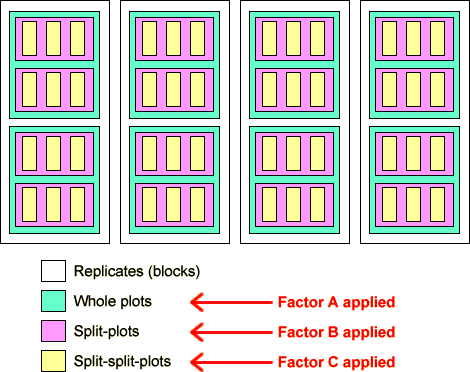 Replicates (blocks)
Whole plots Factor A applied
Split-plots Factor B applied
Split-split-plots Factor C applied